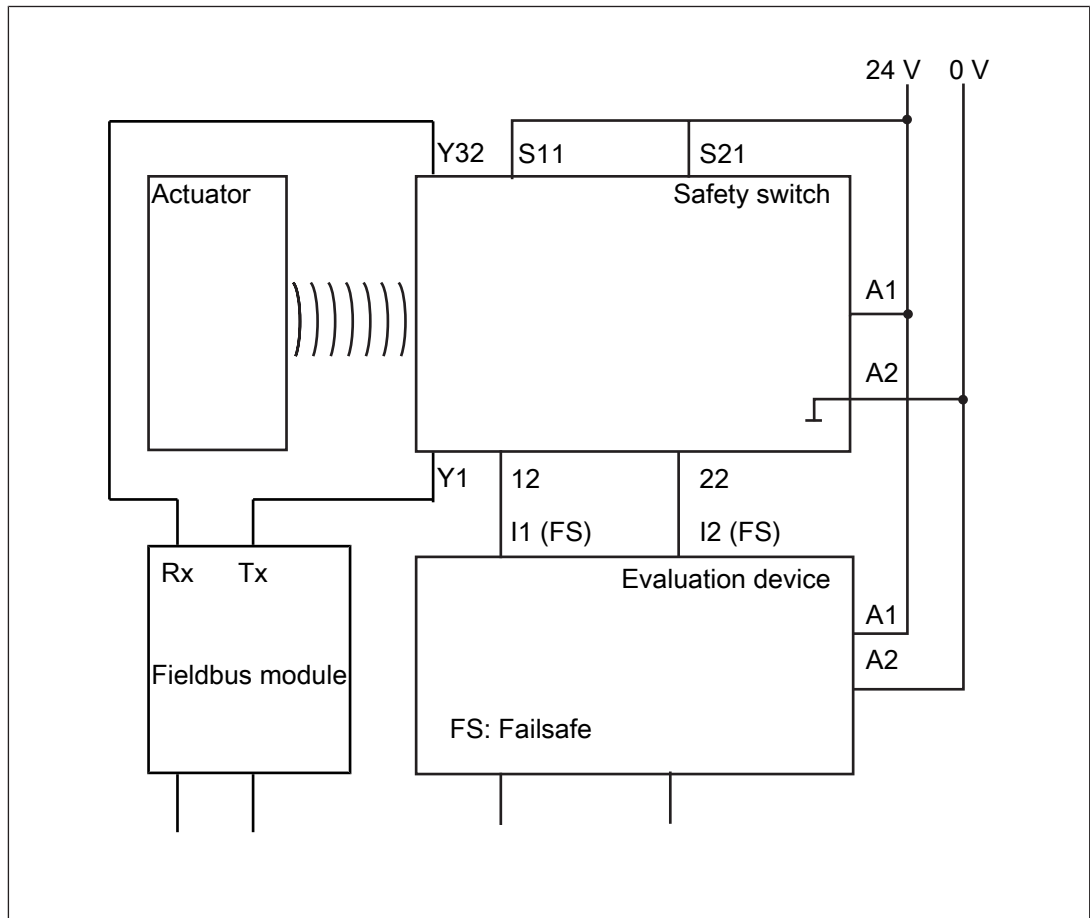 24 V 0 V
Y32 S11 S21
Actuator Safety switch
A1
A2
Y1 12 22
I1 (FS) I2 (FS)
Rx Tx Evaluation device
A1
A2
Fieldbus module
FS: Failsafe